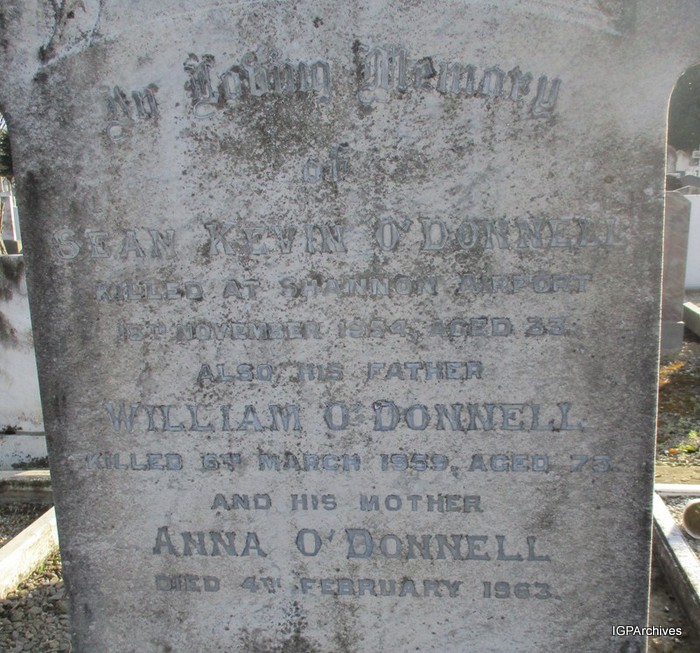 In Loving Memory
of
SEAN KEVIN O'DONNELL
KILLED AT SHANNON AIRPORT
NOVEMBER 1954, AGED 33.
ALSO HIS FATHER
WILLIAM O'DONNELL
KILLED 6TH MARCH 1959, AGED 73.
AND HIS MOTHER
ANNA O'DONNELL
DIED 4TH FEBRUARY 1963.
IGPArchives